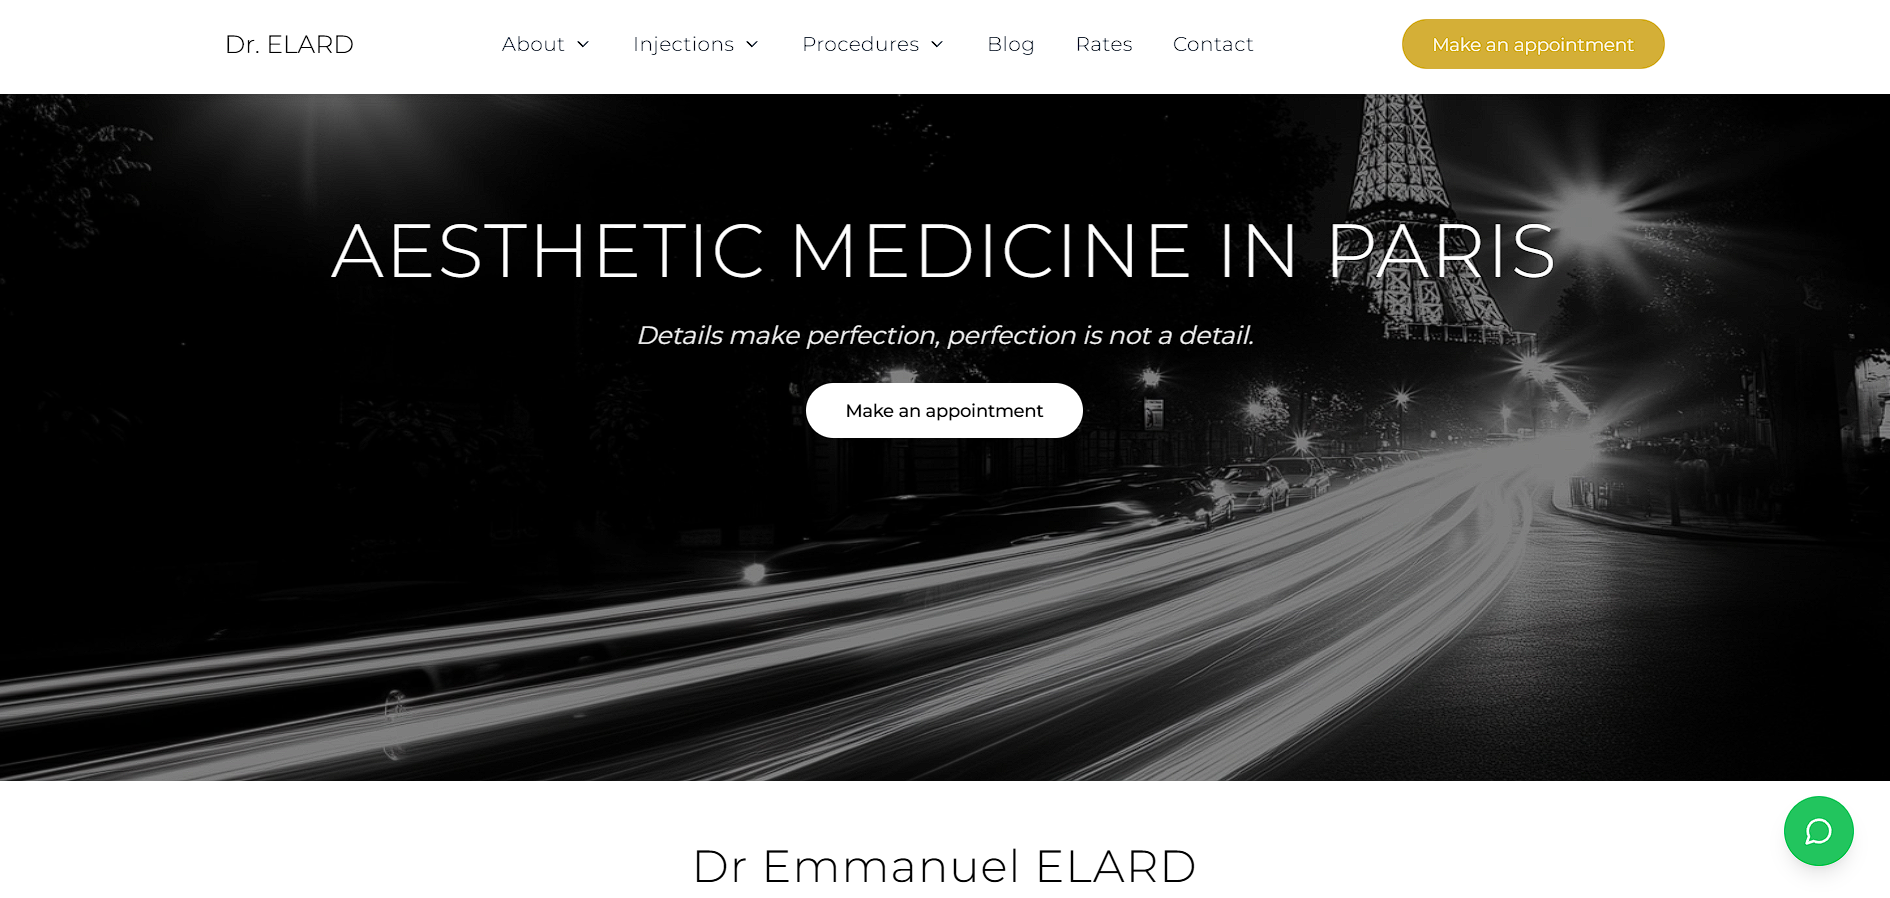 Dr. ELARD
About
Injections
Procedures
Blog
Rates
Contact
Make an appointment
AESTHETIC MEDICINE IN PARIS
Details make perfection, perfection is not a detail.
Make an appointment
Dr Emmanuel ELARD